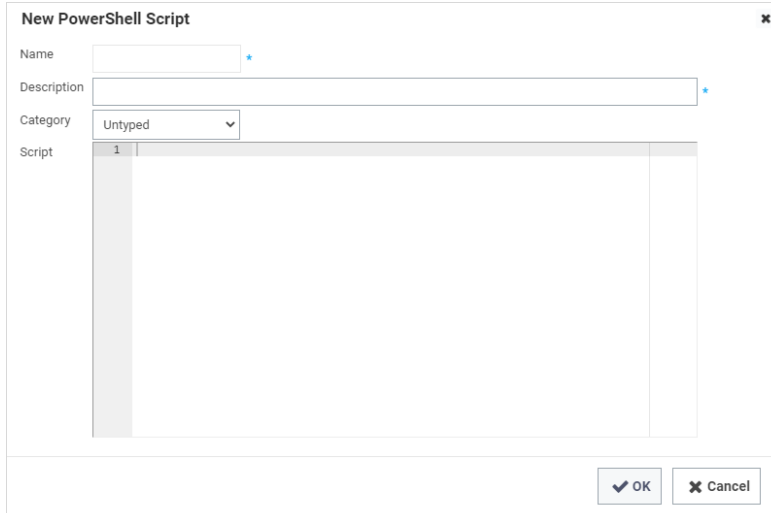 New PowerShell Script ✖
Name *
Description *
Category Untyped
Script 1
✔ OK ✖ Cancel